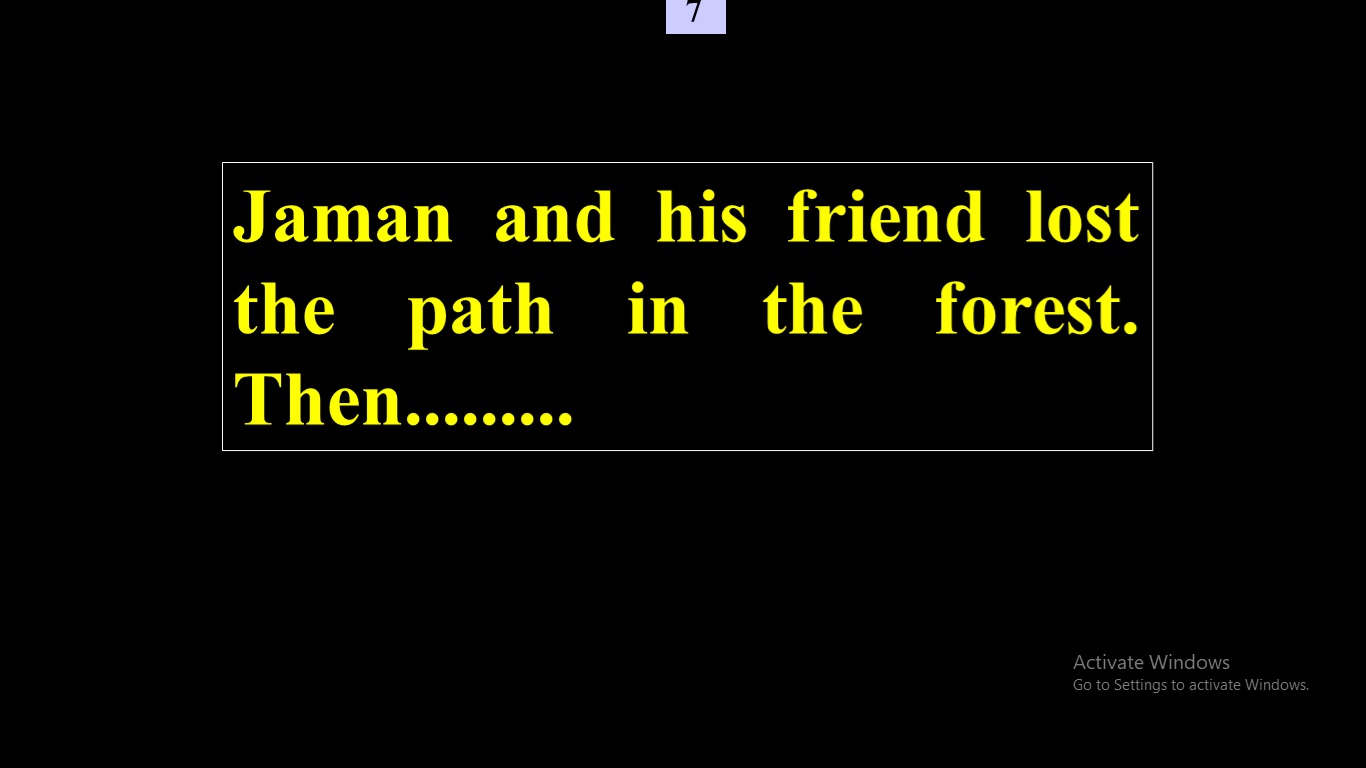 7
Jaman and his friend lost
the path in the forest.
Then.........
Activate Windows
Go to Settings to activate Windows.